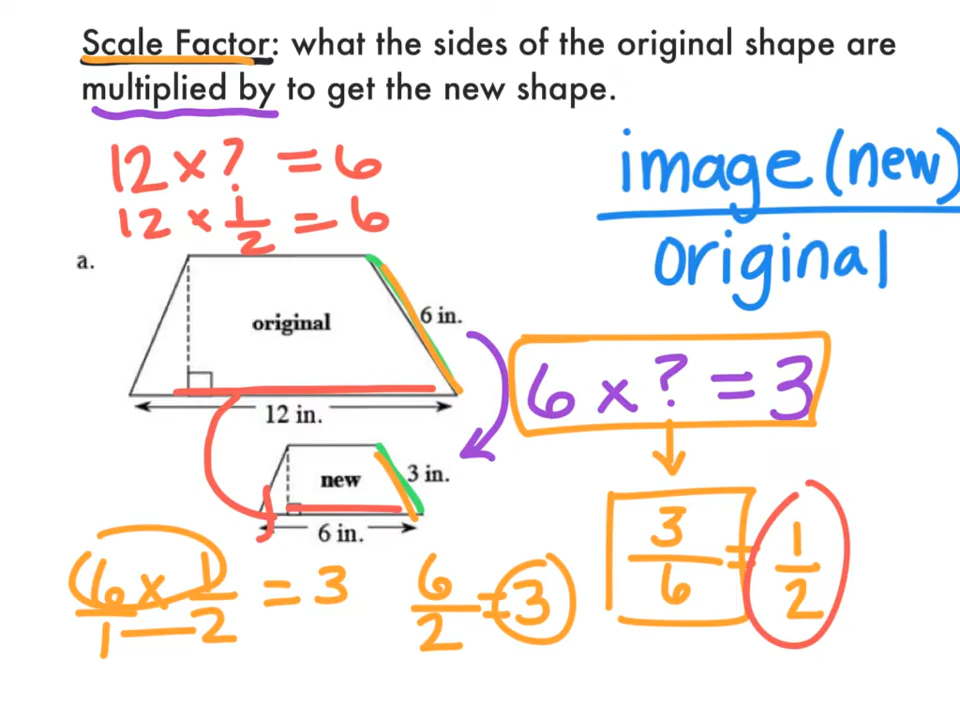 Scale Factor: what the sides of the original shape are
multiplied by to get the new shape.
12 x ? = 6
12 x 1/2 = 6
image (new)
original
a.
original
6 in.
12 in.
6 x ? = 3
new
3 in.
6 in.
3/6 = 1/2
6/1 x 1/2 = 3
6/2 = 3